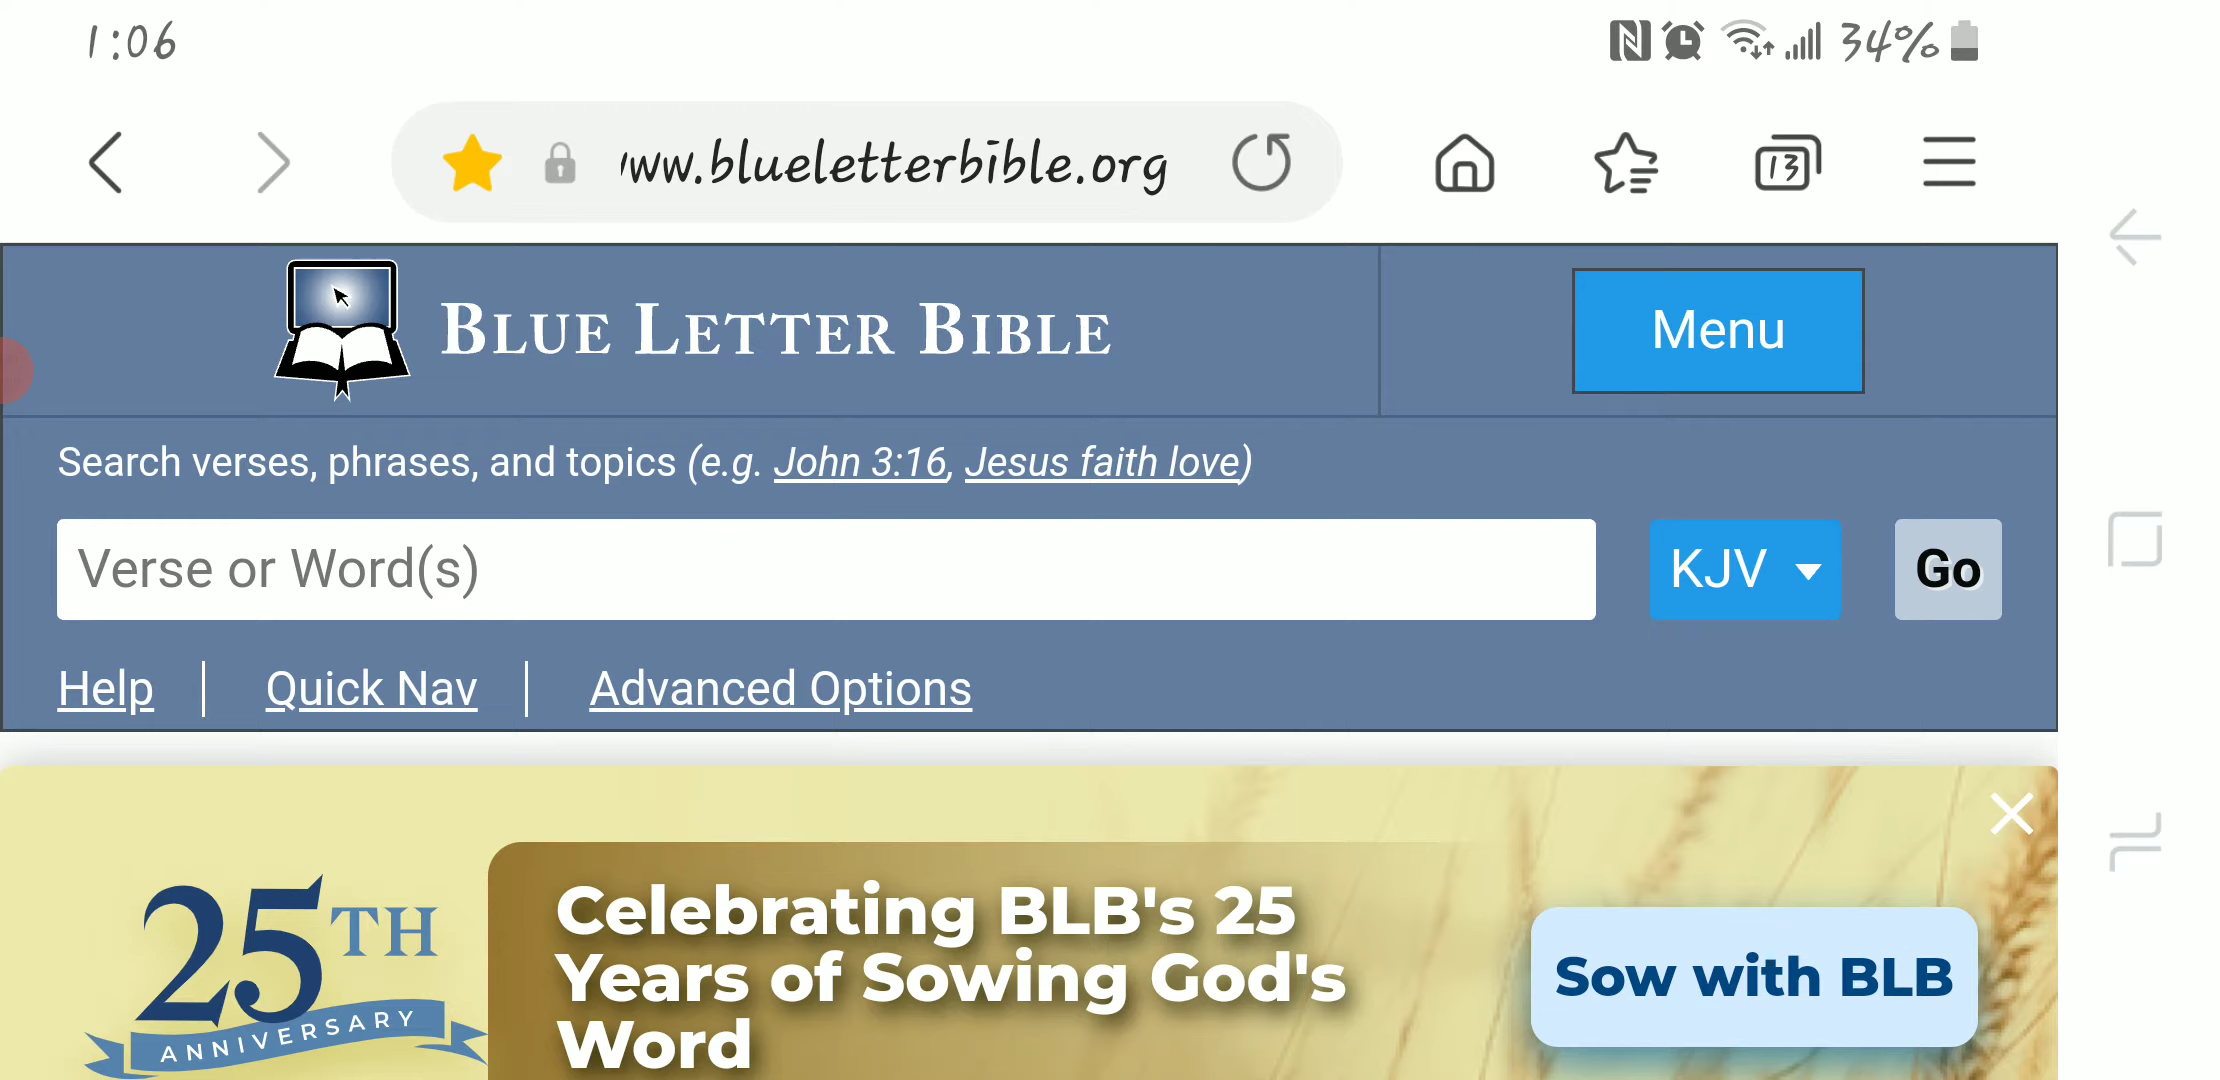 1:06
34%
www.blueletterbible.org
13
BLUE LETTER BIBLE
Menu
Search verses, phrases, and topics (e.g. John 3:16, Jesus faith love)
Verse or Word(s)
KJV
Go
Help
Quick Nav
Advanced Options
25TH
ANNIVERSARY
Celebrating BLB's 25
Years of Sowing God's
Word
Sow with BLB